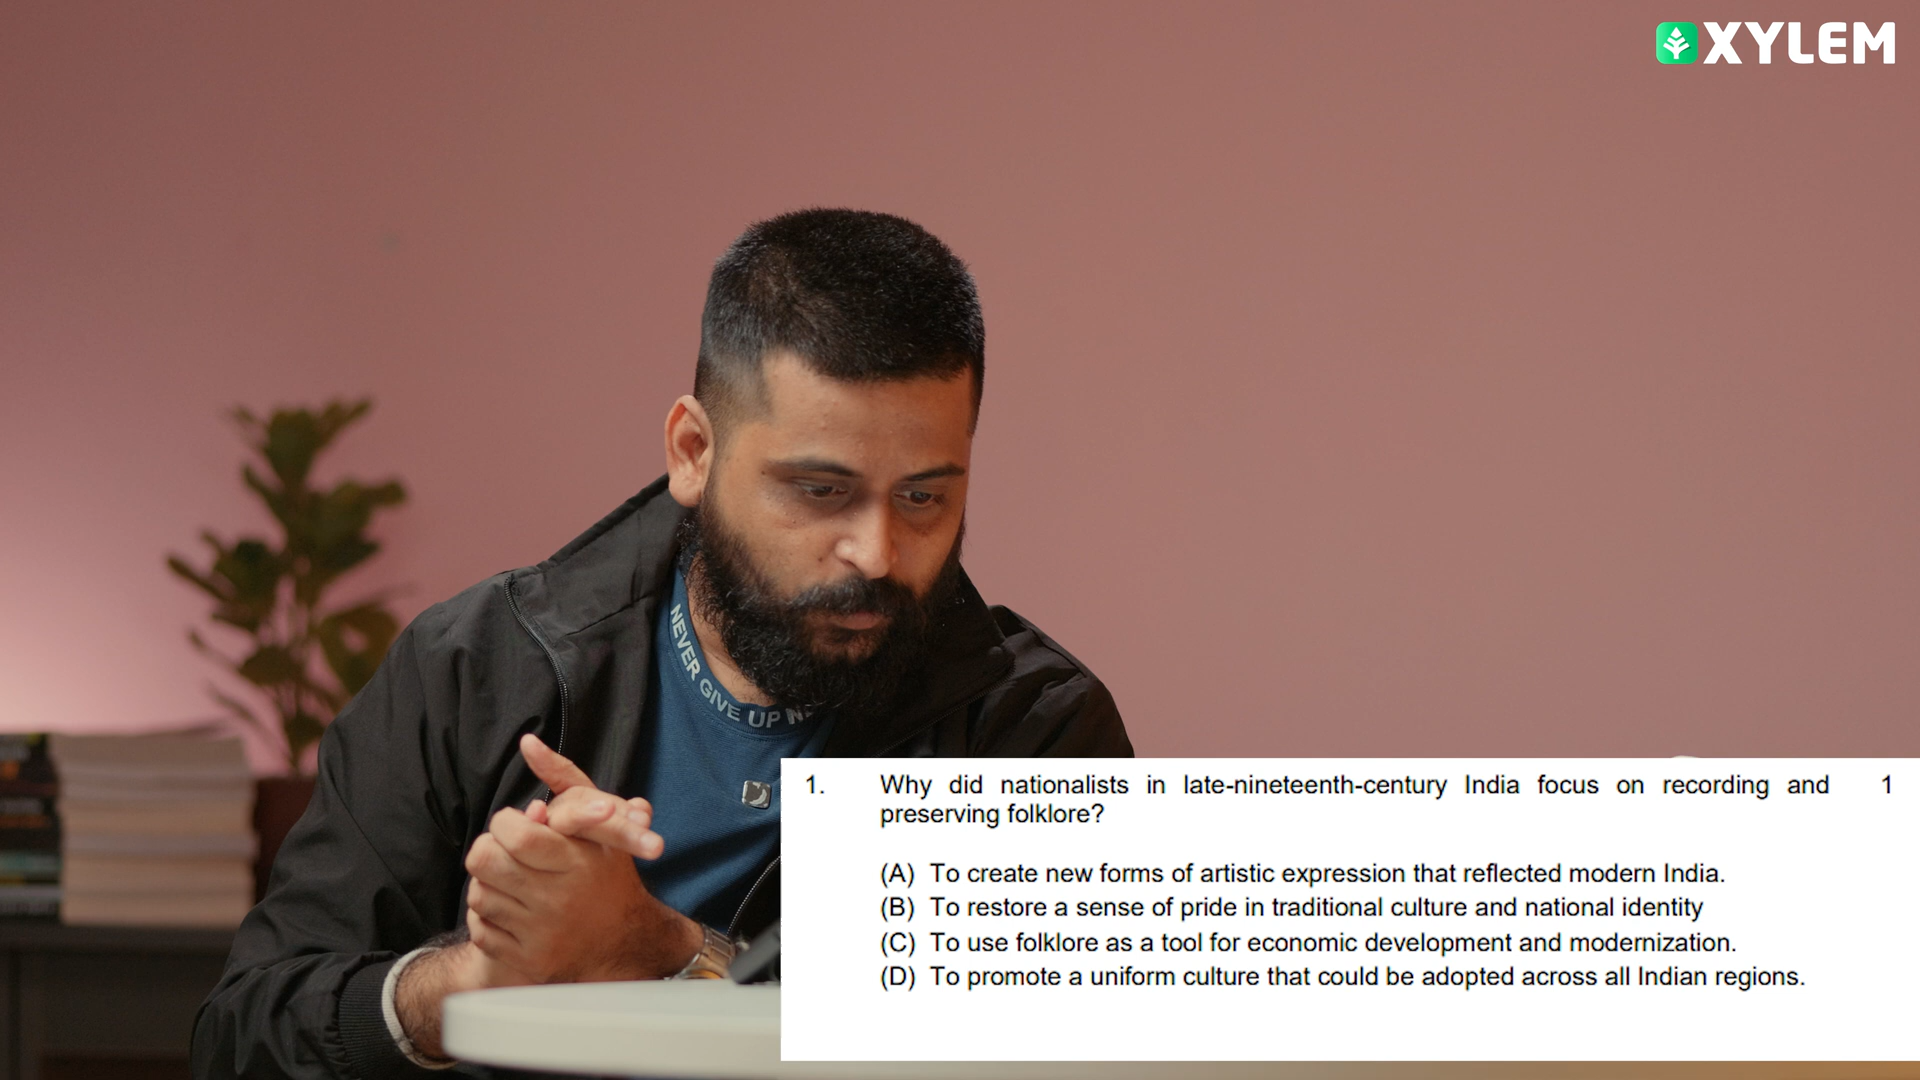 XYLEM
NEVER GIVE UP
1. Why did nationalists in late-nineteenth-century India focus on recording and 1
preserving folklore?
(A) To create new forms of artistic expression that reflected modern India.
(B) To restore a sense of pride in traditional culture and national identity
(C) To use folklore as a tool for economic development and modernization.
(D) To promote a uniform culture that could be adopted across all Indian regions.